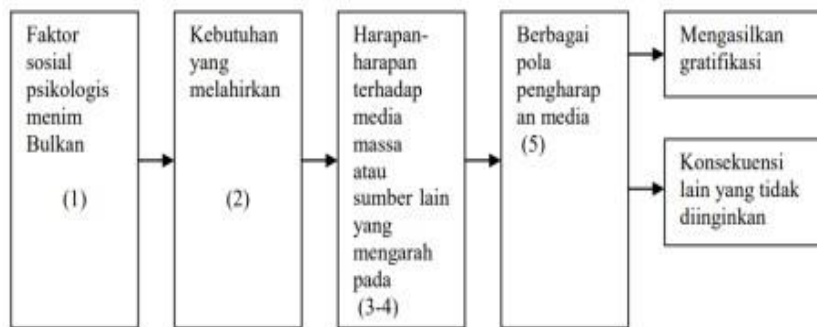 Faktor
sosial
psikologis
menim
Bulkan
(1)
Kebutuhan
yang
melahirkan
(2)
Harapan-
harapan
terhadap
media
massa
atau
sumber lain
yang
mengarah
pada
(3-4)
Berbagai
pola
pengharap
an media
(5)
Mengasilkan
gratifikasi
Konsekuensi
lain yang tidak
diinginkan